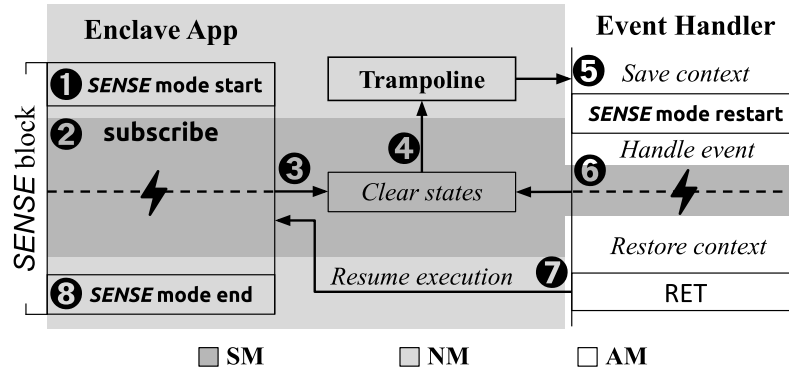 Enclave App
Event Handler
SENSE block
❶ SENSE mode start
❷ subscribe
❸
Trampoline
❹
Clear states
❺ Save context
SENSE mode restart
Handle event
❻
Restore context
❼ RET
Resume execution
❽ SENSE mode end
SM
NM
AM